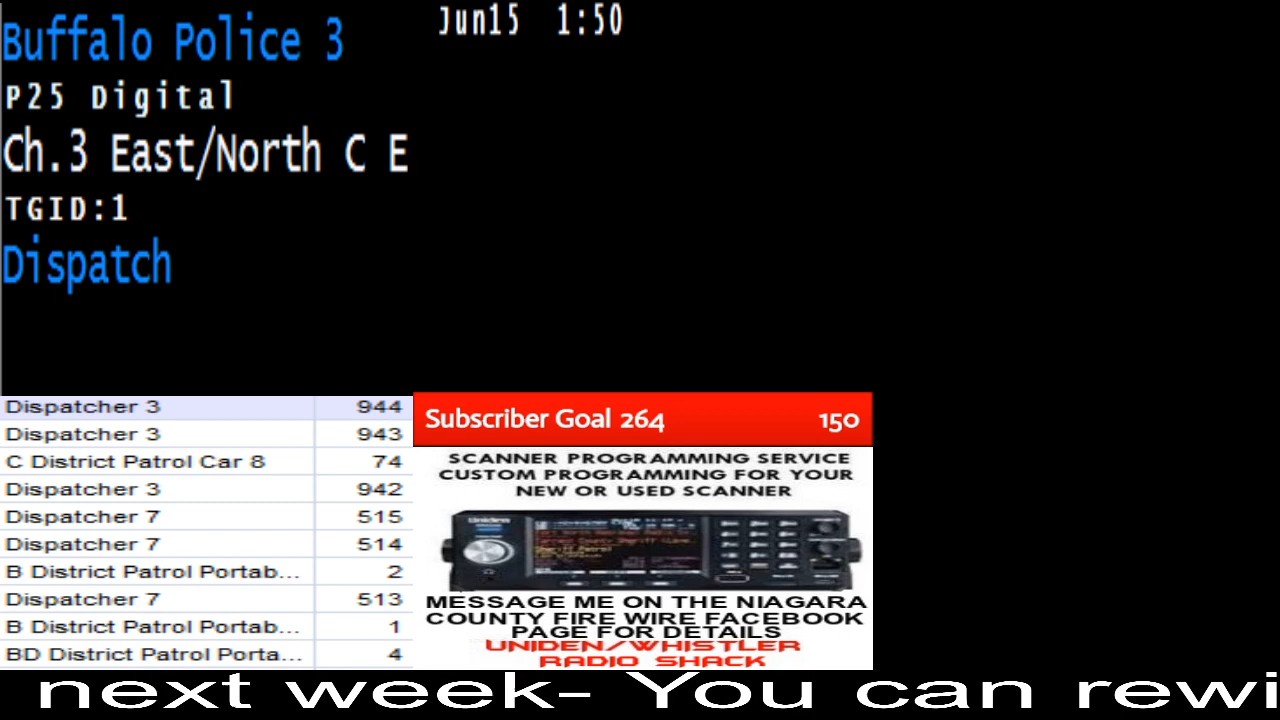 Buffalo Police 3
Jun15 1:50
P25 Digital
Ch.3 East/North C E
TGID:1
Dispatch
Dispatcher 3 944
Dispatcher 3 943
C District Patrol Car 8 74
Dispatcher 3 942
Dispatcher 7 515
Dispatcher 7 514
B District Patrol Portab... 2
Dispatcher 7 513
B District Patrol Portab... 1
BD District Patrol Porta... 4
Subscriber Goal 264 150
SCANNER PROGRAMMING SERVICE
CUSTOM PROGRAMMING FOR YOUR
NEW OR USED SCANNER
Uniden
MESSAGE ME ON THE NIAGARA
COUNTY FIRE WIRE FACEBOOK
PAGE FOR DETAILS
UNIDEN/WHISTLER
RADIO SHACK
next week- You can rewi